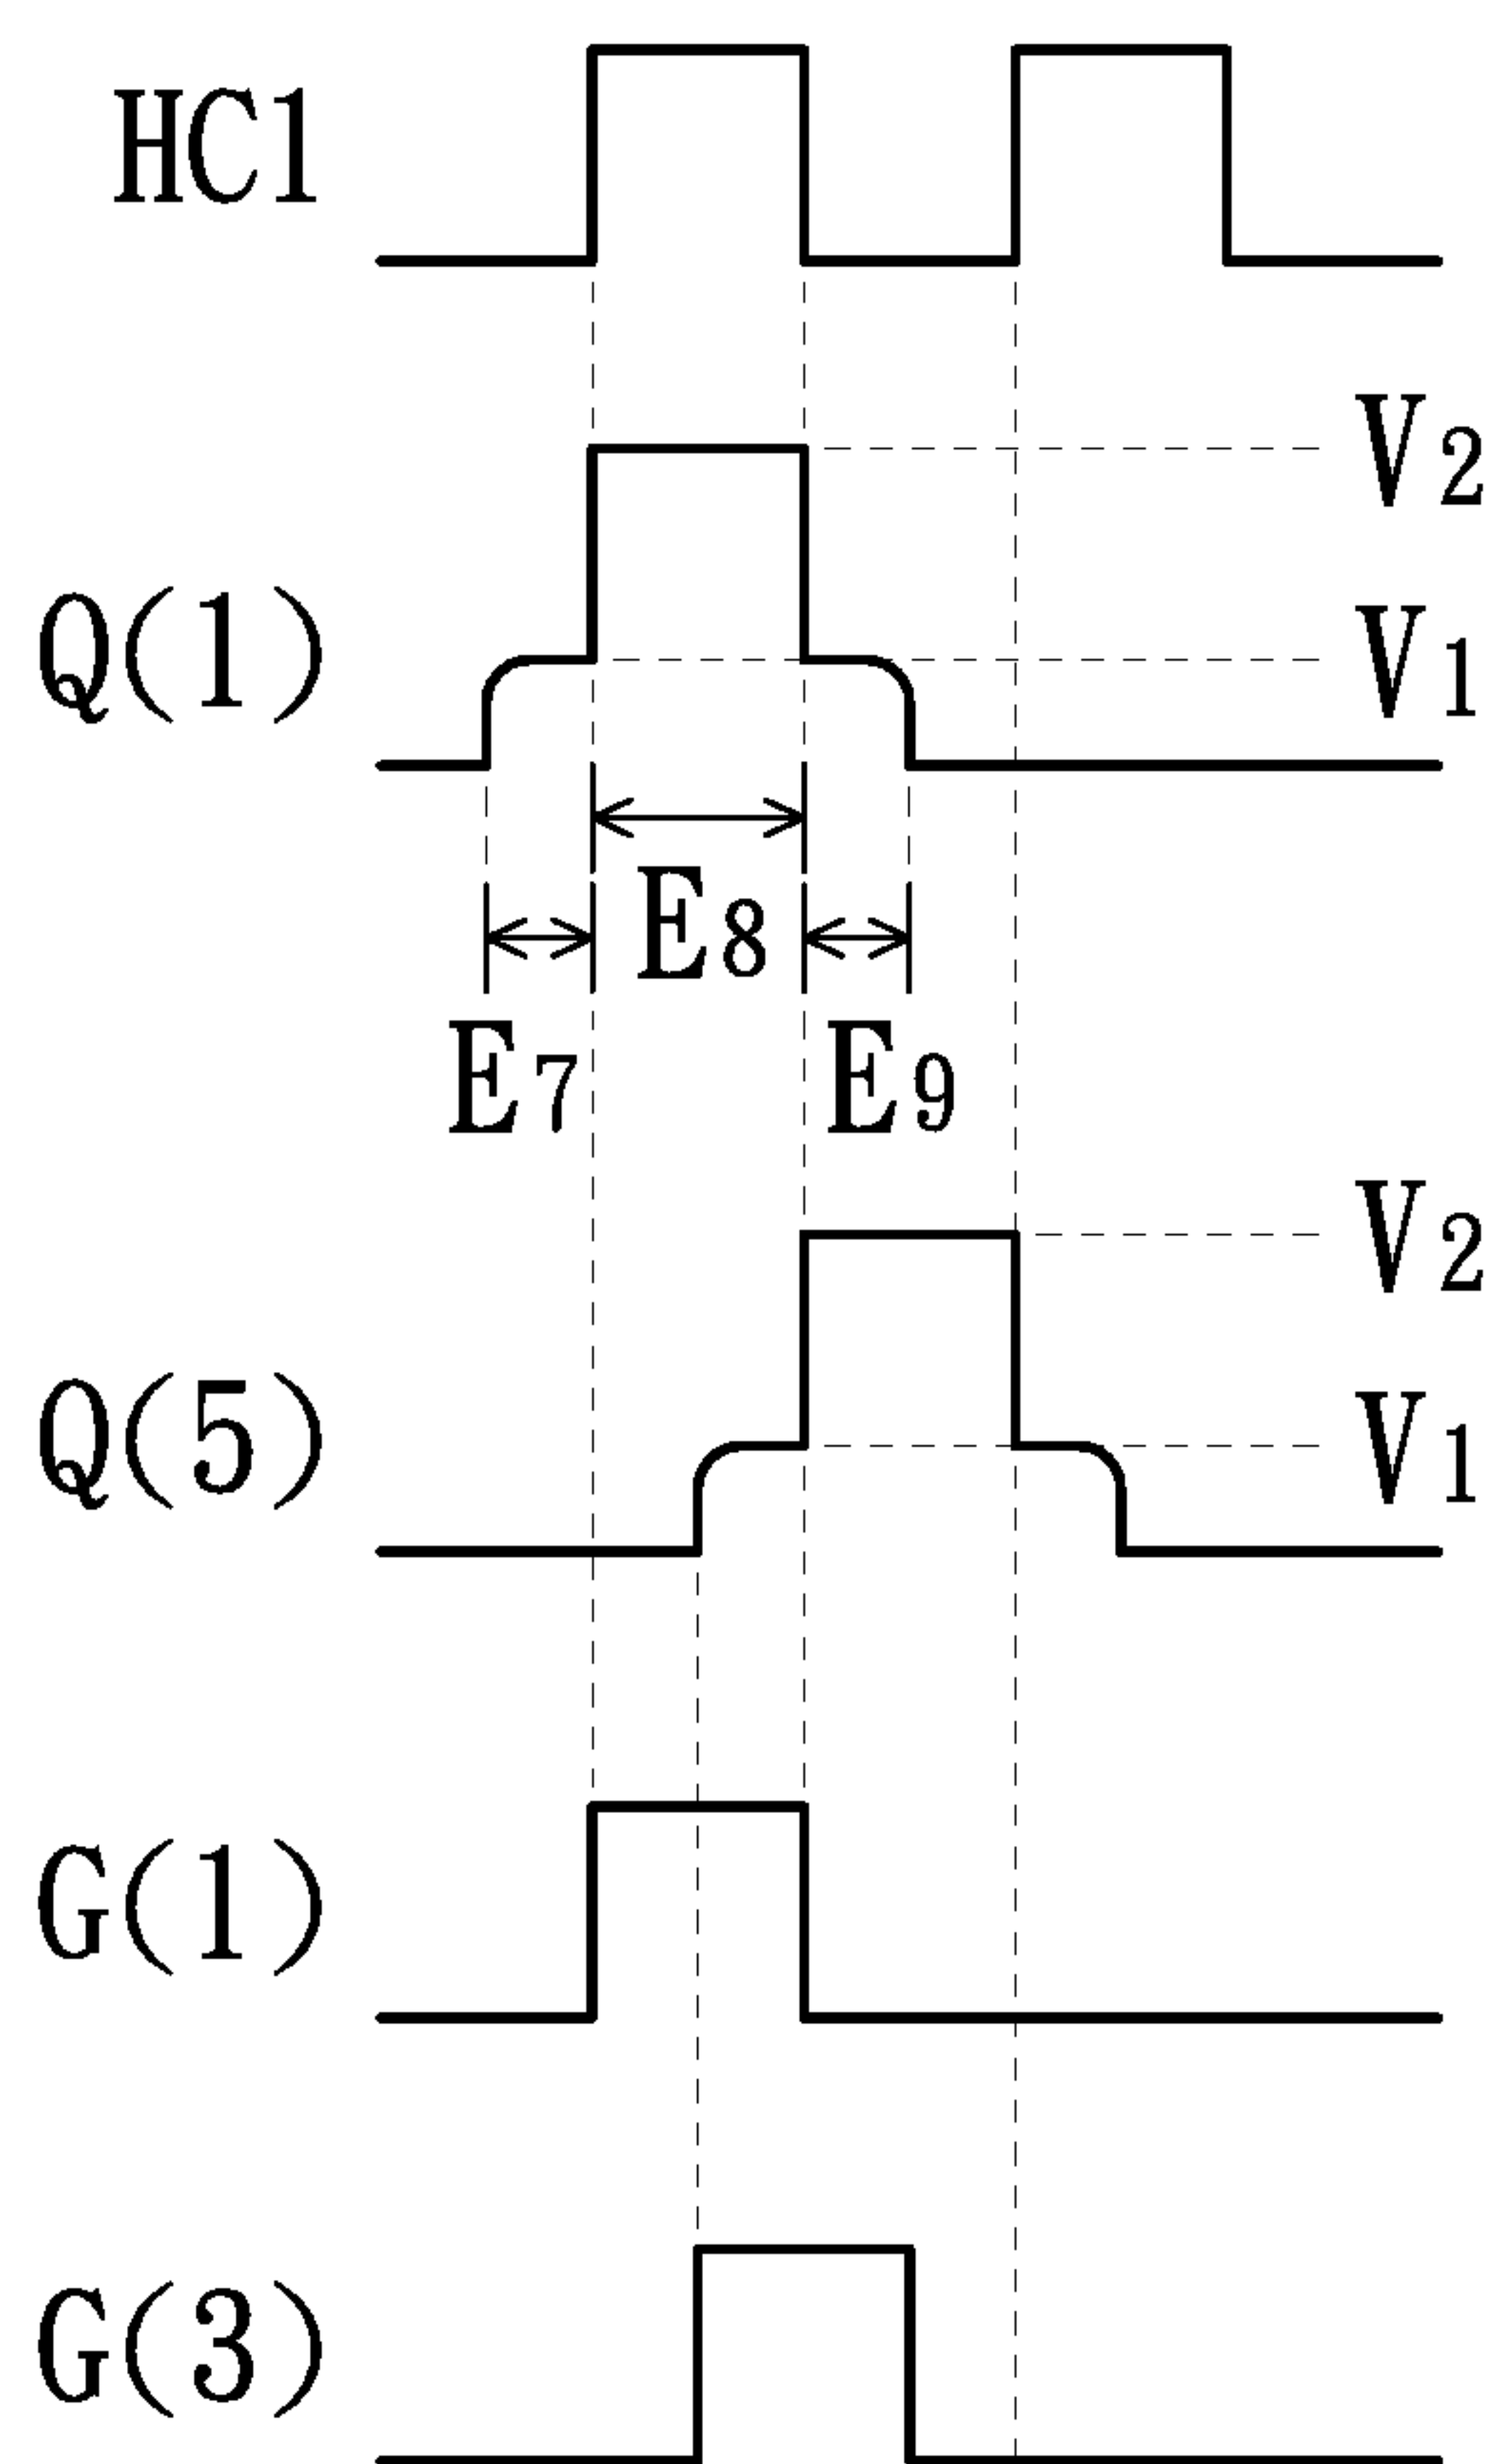 HC1
V2
Q(1)
V1
E8
E7 E9
V2
Q(5)
V1
G(1)
G(3)